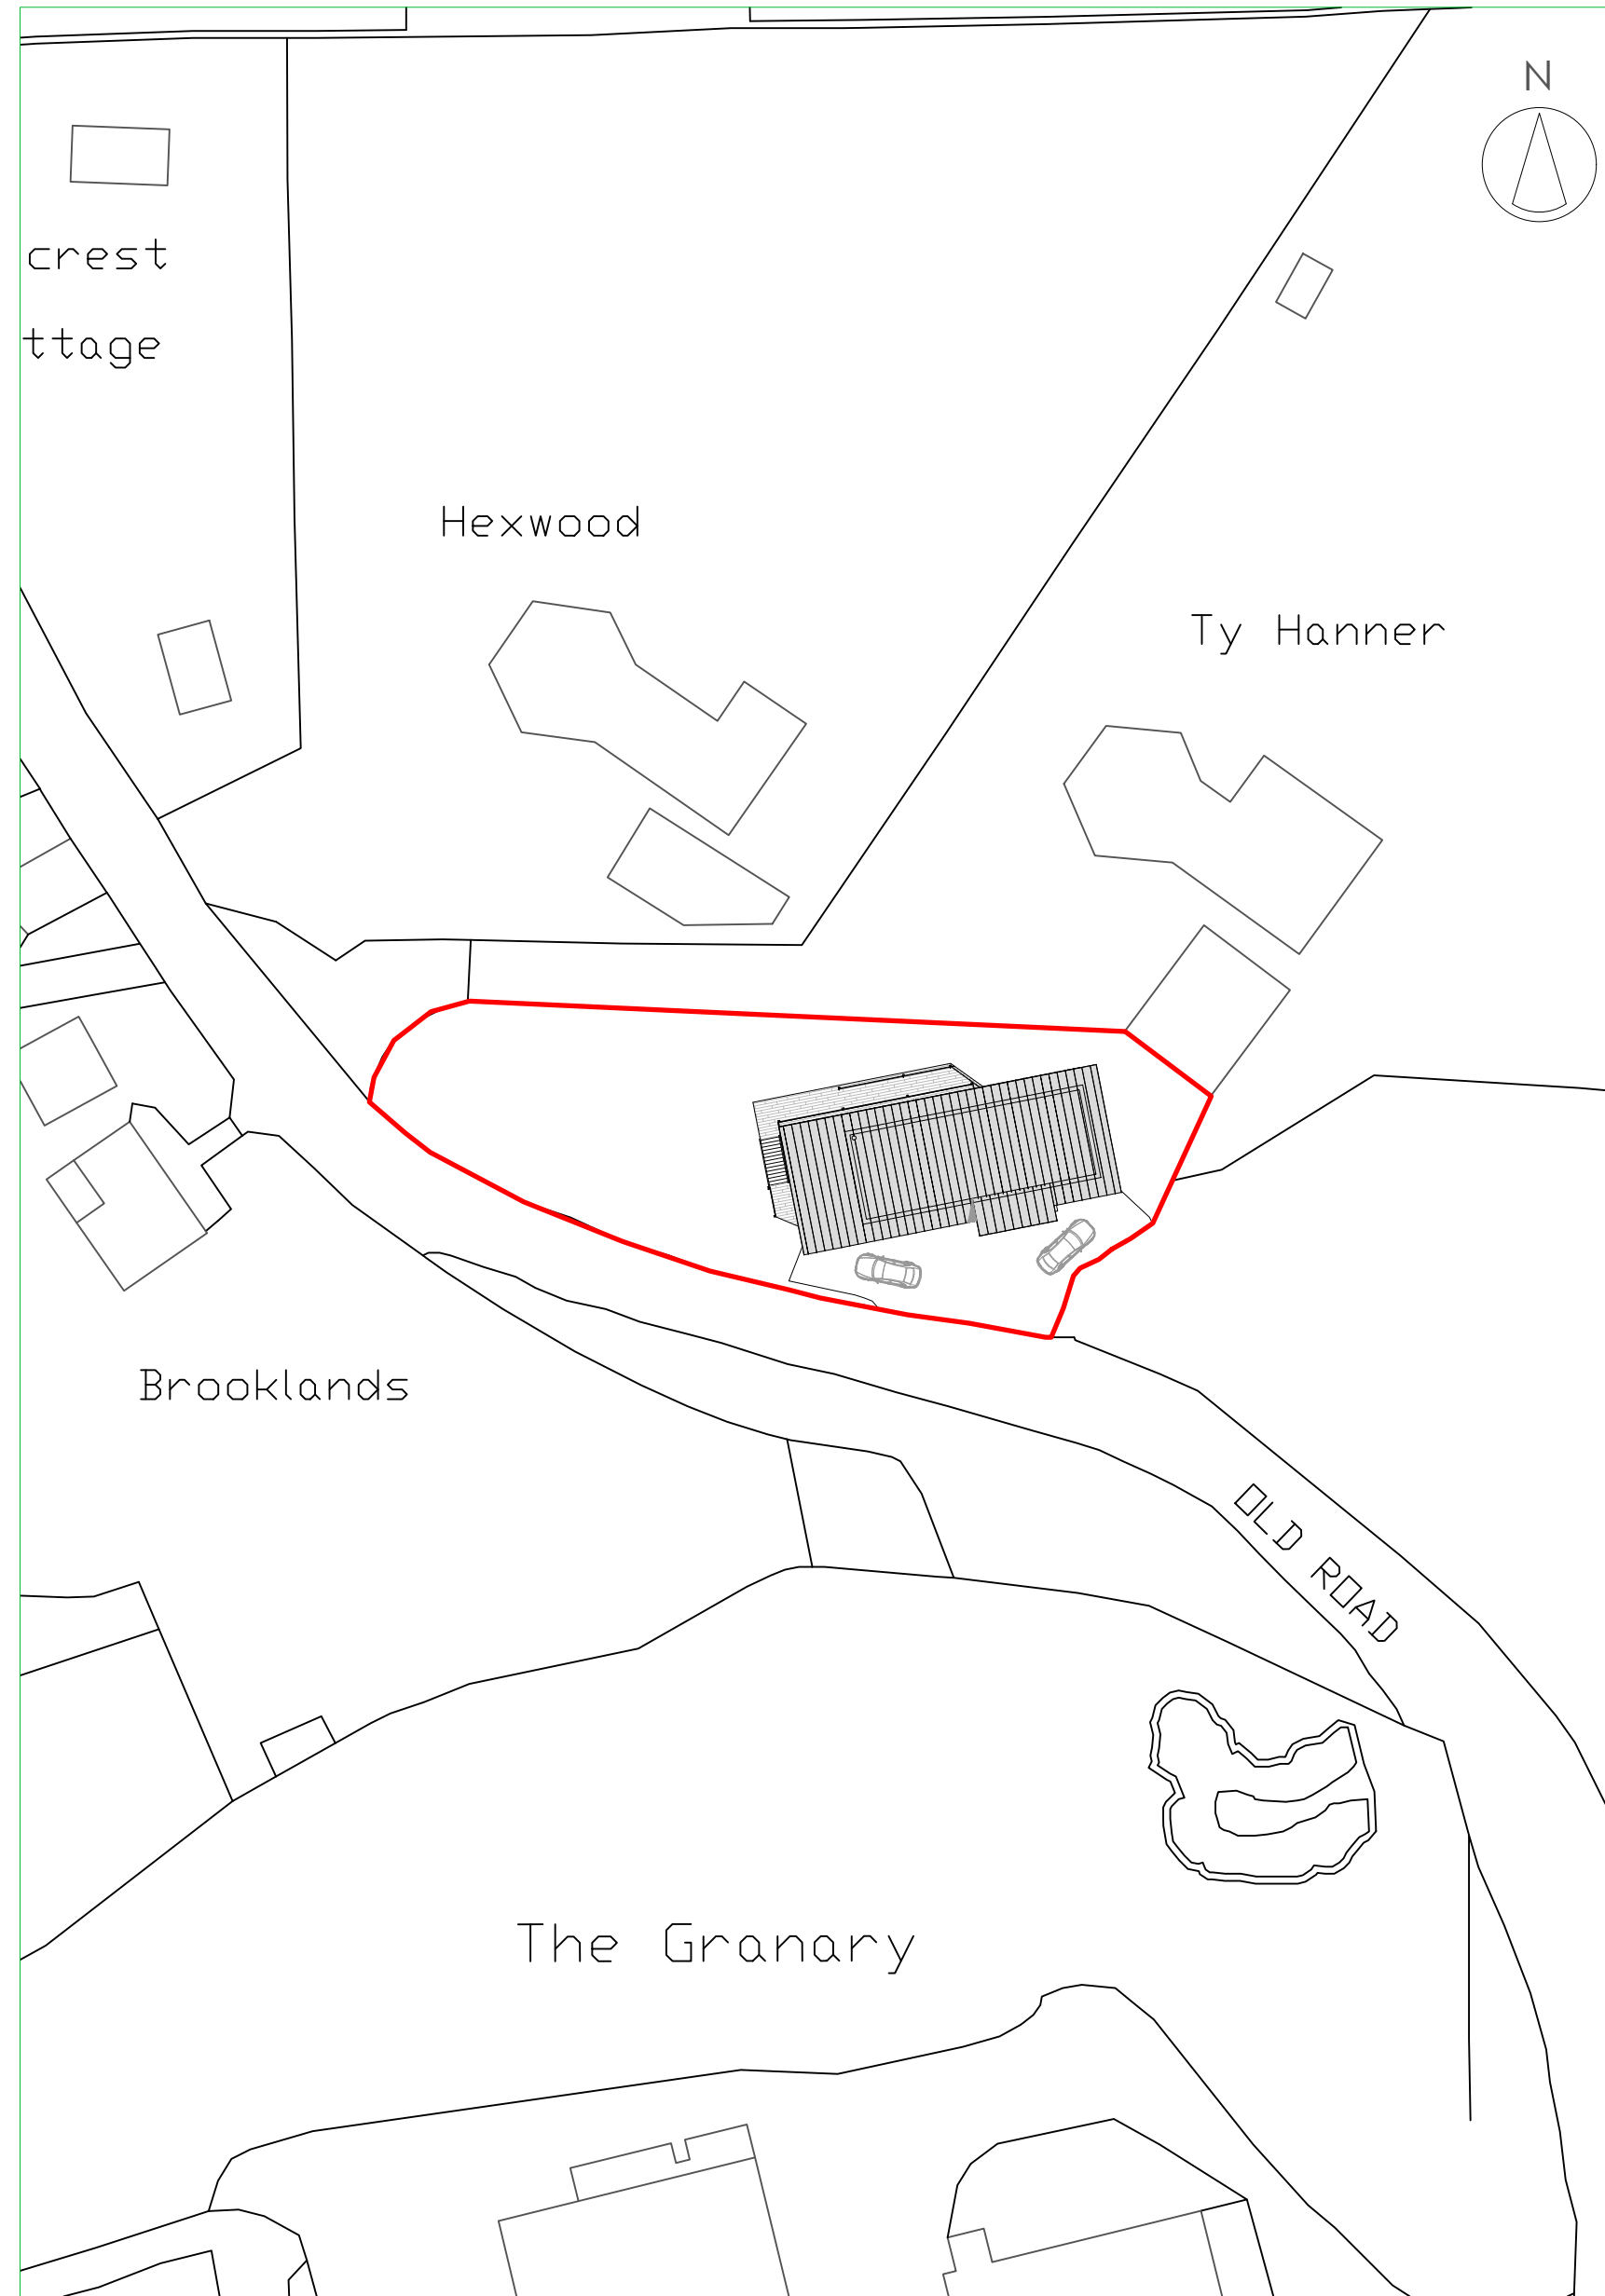 N
crest
ttage
Hexwood
Ty Hanner
Brooklands
OLD ROAD
The Granary